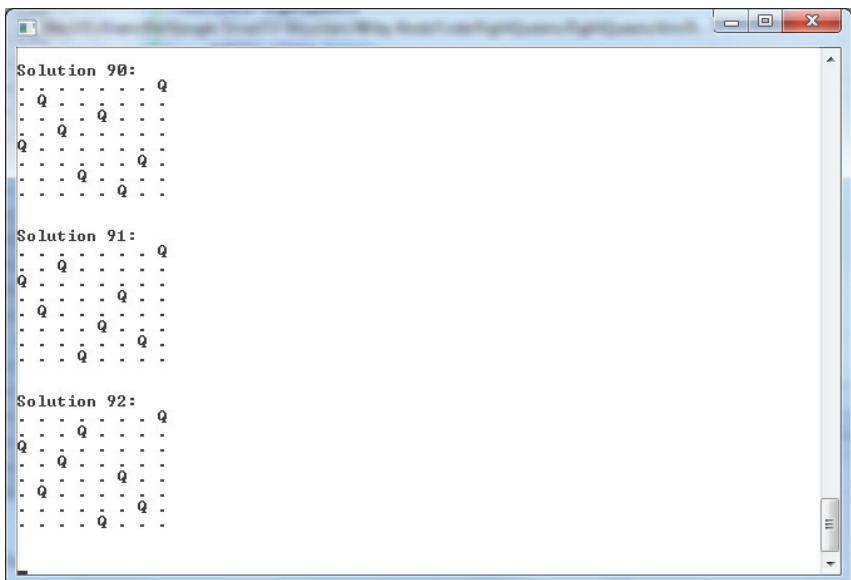 Solution 90:
. . . . . . . Q
. Q . . . . . .
. . . . Q . . .
. . Q . . . . .
Q . . . . . . .
. . . . . . Q .
. . . Q . . . .
. . . . . Q . .
Solution 91:
. . . . . . . Q
. . Q . . . . .
Q . . . . . . .
. . . . . Q . .
. Q . . . . . .
. . . . Q . . .
. . . . . . Q .
. . . Q . . . .
Solution 92:
. . . . . . . Q
. . . Q . . . .
Q . . . . . . .
. . Q . . . . .
. . . . . Q . .
. Q . . . . . .
. . . . . . Q .
. . . . Q . . .